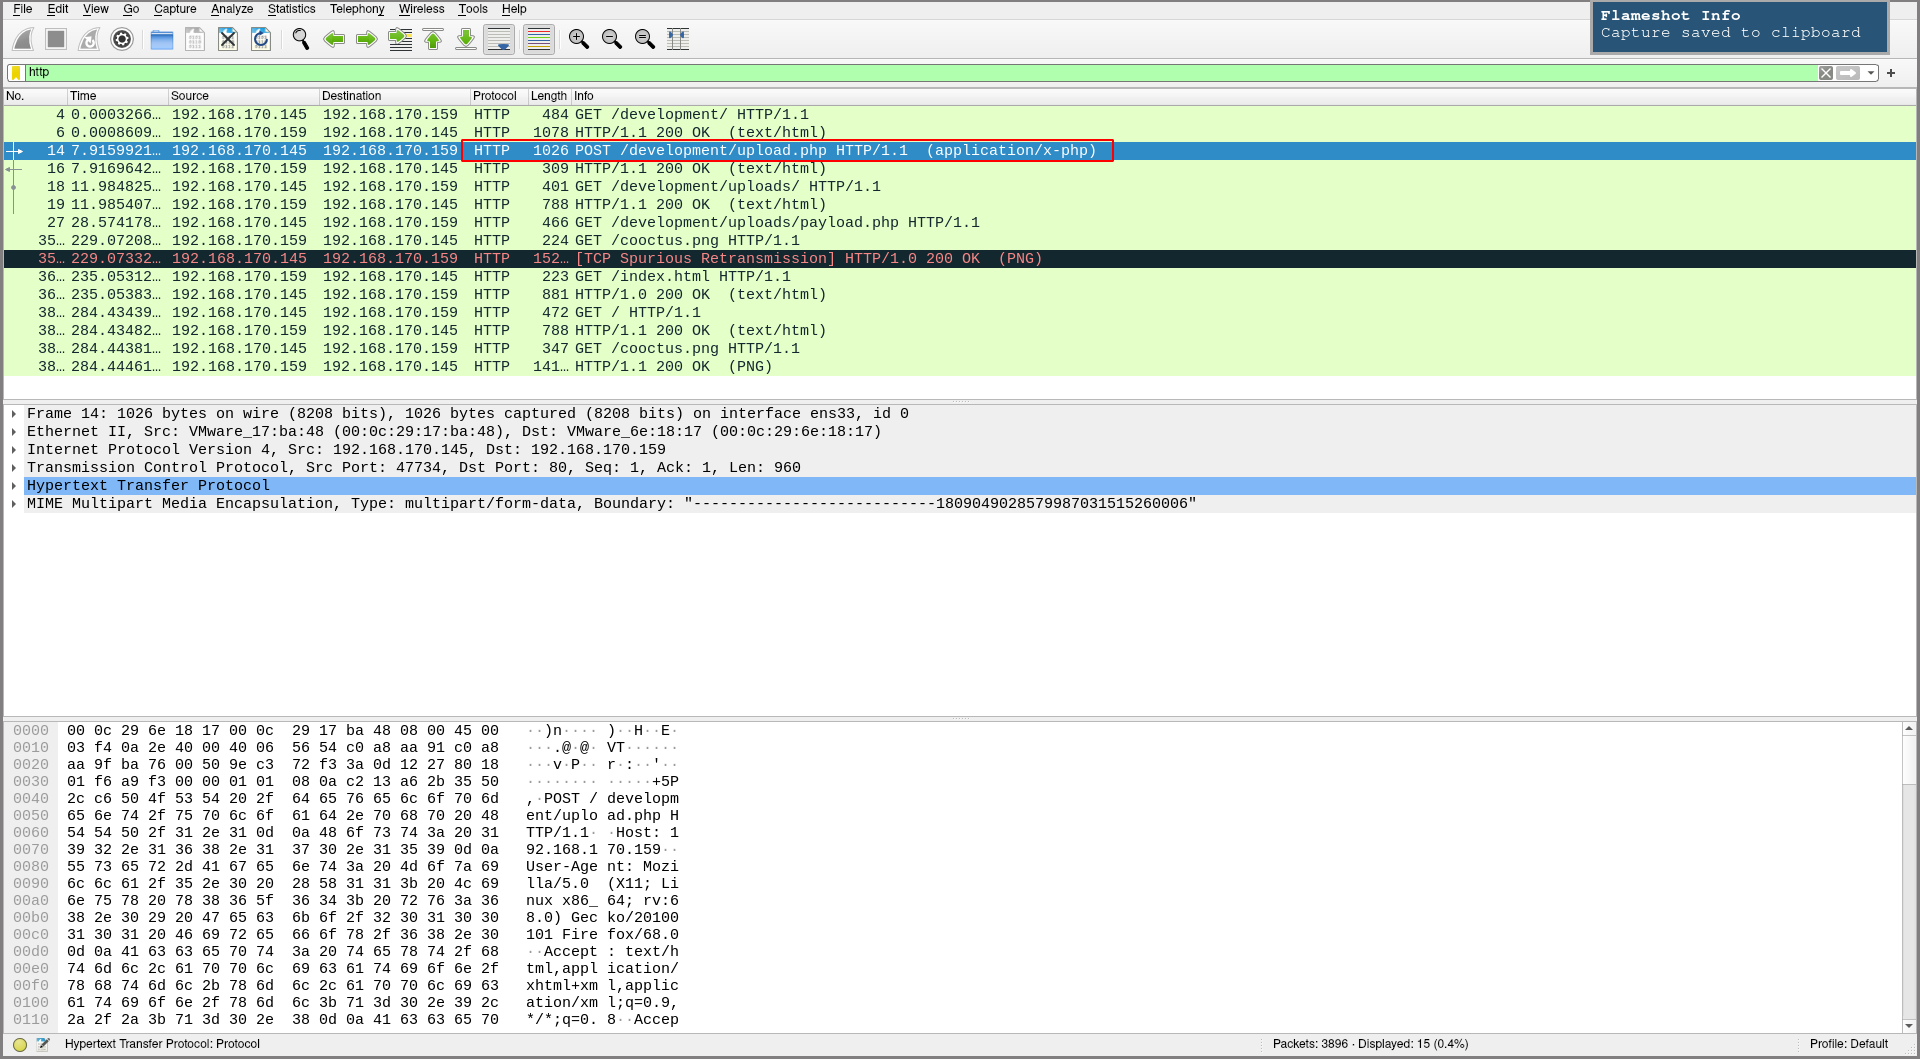 File Edit View Go Capture Analyze Statistics Telephony Wireless Tools Help
Flameshot Info
Capture saved to clipboard
http
No. Time Source Destination Protocol Length Info
4 0.0003266… 192.168.170.145 192.168.170.159 HTTP 484 GET /development/ HTTP/1.1
6 0.0008609… 192.168.170.159 192.168.170.145 HTTP 1078 HTTP/1.1 200 OK (text/html)
14 7.9159921… 192.168.170.145 192.168.170.159 HTTP 1026 POST /development/upload.php HTTP/1.1 (application/x-php)
16 7.9169642… 192.168.170.159 192.168.170.145 HTTP 309 HTTP/1.1 200 OK (text/html)
18 11.984825… 192.168.170.145 192.168.170.159 HTTP 401 GET /development/uploads/ HTTP/1.1
19 11.985407… 192.168.170.159 192.168.170.145 HTTP 788 HTTP/1.1 200 OK (text/html)
27 28.574178… 192.168.170.145 192.168.170.159 HTTP 466 GET /development/uploads/payload.php HTTP/1.1
35… 229.07208… 192.168.170.159 192.168.170.145 HTTP 224 GET /cooctus.png HTTP/1.1
35… 229.07332… 192.168.170.145 192.168.170.159 HTTP 152… [TCP Spurious Retransmission] HTTP/1.0 200 OK (PNG)
36… 235.05312… 192.168.170.159 192.168.170.145 HTTP 223 GET /index.html HTTP/1.1
36… 235.05383… 192.168.170.145 192.168.170.159 HTTP 881 HTTP/1.0 200 OK (text/html)
38… 284.43439… 192.168.170.145 192.168.170.159 HTTP 472 GET / HTTP/1.1
38… 284.43482… 192.168.170.159 192.168.170.145 HTTP 788 HTTP/1.1 200 OK (text/html)
38… 284.44381… 192.168.170.145 192.168.170.159 HTTP 347 GET /cooctus.png HTTP/1.1
38… 284.44461… 192.168.170.159 192.168.170.145 HTTP 141… HTTP/1.1 200 OK (PNG)
Frame 14: 1026 bytes on wire (8208 bits), 1026 bytes captured (8208 bits) on interface ens33, id 0
Ethernet II, Src: VMware_17:ba:48 (00:0c:29:17:ba:48), Dst: VMware_6e:18:17 (00:0c:29:6e:18:17)
Internet Protocol Version 4, Src: 192.168.170.145, Dst: 192.168.170.159
Transmission Control Protocol, Src Port: 47734, Dst Port: 80, Seq: 1, Ack: 1, Len: 960
Hypertext Transfer Protocol
MIME Multipart Media Encapsulation, Type: multipart/form-data, Boundary: "---------------------------1809049028579987031515260006"
0000 00 0c 29 6e 18 17 00 0c 29 17 ba 48 08 00 45 00 ··)n···· )··H··E·
0010 03 f4 0a 2e 40 00 40 06 56 54 c0 a8 aa 91 c0 a8 ···.@·@· VT······
0020 aa 9f ba 76 00 50 9e c3 72 f3 3a 0d 12 27 80 18 ···v·P·· r·:··'··
0030 01 f6 a9 f3 00 00 01 01 08 0a c2 13 a6 2b 35 50 ········ ·····+5P
0040 2c c6 50 4f 53 54 20 2f 64 65 76 65 6c 6f 70 6d ,·POST / developm
0050 65 6e 74 2f 75 70 6c 6f 61 64 2e 70 68 70 20 48 ent/uplo ad.php H
0060 54 54 50 2f 31 2e 31 0d 0a 48 6f 73 74 3a 20 31 TTP/1.1· ·Host: 1
0070 39 32 2e 31 36 38 2e 31 37 30 2e 31 35 39 0d 0a 92.168.1 70.159··
0080 55 73 65 72 2d 41 67 65 6e 74 3a 20 4d 6f 7a 69 User-Age nt: Mozi
0090 6c 6c 61 2f 35 2e 30 20 28 58 31 31 3b 20 4c 69 lla/5.0 (X11; Li
00a0 6e 75 78 20 78 38 36 5f 36 34 3b 20 72 76 3a 36 nux x86_ 64; rv:6
00b0 38 2e 30 29 20 47 65 63 6b 6f 2f 32 30 31 30 30 8.0) Gec ko/20100
00c0 31 30 31 20 46 69 72 65 66 6f 78 2f 36 38 2e 30 101 Fire fox/68.0
00d0 0d 0a 41 63 63 65 70 74 3a 20 74 65 78 74 2f 68 ··Accept : text/h
00e0 74 6d 6c 2c 61 70 70 6c 69 63 61 74 69 6f 6e 2f tml,appl ication/
00f0 78 68 74 6d 6c 2b 78 6d 6c 2c 61 70 70 6c 69 63 xhtml+xm l,applic
0100 61 74 69 6f 6e 2f 78 6d 6c 3b 71 3d 30 2e 39 2c ation/xm l;q=0.9,
0110 2a 2f 2a 3b 71 3d 30 2e 38 0d 0a 41 63 63 65 70 */*;q=0. 8··Accep
Hypertext Transfer Protocol: Protocol
Packets: 3896 · Displayed: 15 (0.4%)
Profile: Default